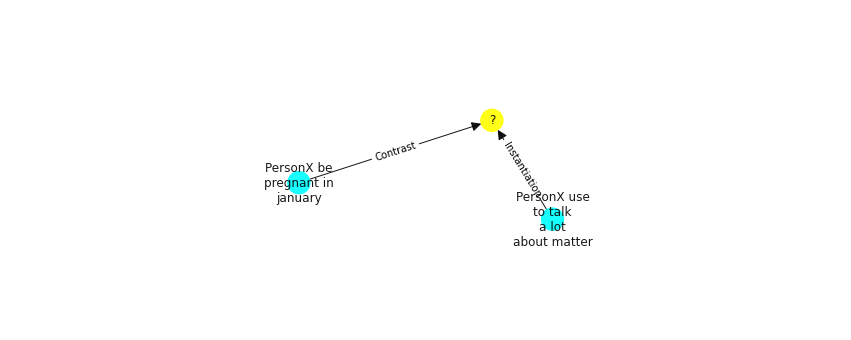 ?
Contrast
Instantiation
PersonX be
pregnant in
january
PersonX use
to talk
a lot
about matter